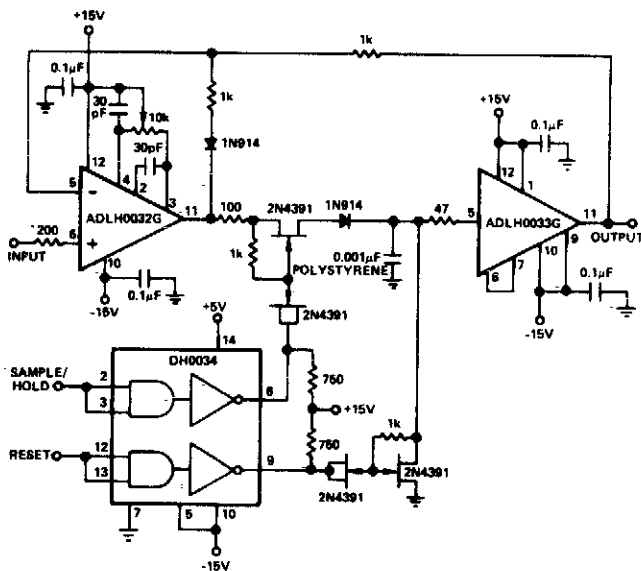 +15V
1k
0.1µF
30 pF
1k
10k
30pF
1N914
+15V
0.1µF
12
4
2
3
5
−
ADLH0032G
11
100
2N4391
1N914
47
12
1
5
ADLH0033G
11
OUTPUT
1200
6
+
INPUT
10
1k
0.001µF
POLYSTYRENE
6
7
10
9
0.1µF
-15V
0.1µF
-15V
+5V
2N4391
14
DH0034
SAMPLE/
HOLD
2
3
6
750
+15V
RESET
12
13
9
760
1k
2N4391
2N4391
7
5
10
-15V